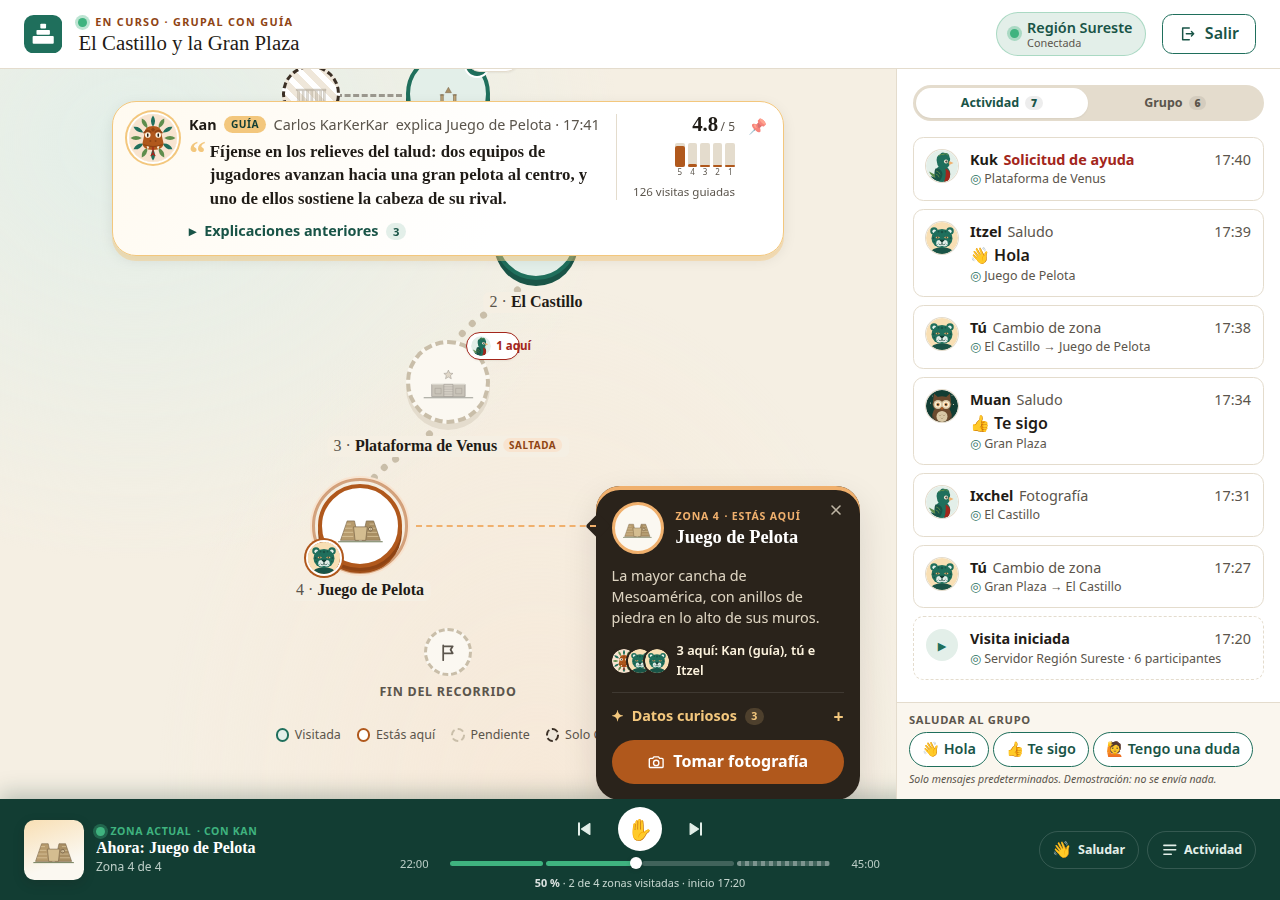 EN CURSO · GRUPAL CON GUÍA
El Castillo y la Gran Plaza
Región Sureste
Conectada
Salir
Kan GUÍA Carlos KarKerKar explica Juego de Pelota · 17:41
“ Fíjense en los relieves del talud: dos equipos de
jugadores avanzan hacia una gran pelota al centro, y
uno de ellos sostiene la cabeza de su rival.
▸ Explicaciones anteriores 3
4.8 / 5
5 4 3 2 1
126 visitas guiadas
2 · El Castillo
1 aquí
3 · Plataforma de Venus SALTADA
4 · Juego de Pelota
FIN DEL RECORRIDO
Visitada Estás aquí Pendiente Solo
ZONA 4 · ESTÁS AQUÍ
Juego de Pelota
La mayor cancha de
Mesoamérica, con anillos de
piedra en lo alto de sus muros.
3 aquí: Kan (guía), tú e
Itzel
✦ Datos curiosos 3 +
Tomar fotografía
Actividad 7 Grupo 6
Kuk Solicitud de ayuda 17:40
◎ Plataforma de Venus
Itzel Saludo 17:39
👋 Hola
◎ Juego de Pelota
Tú Cambio de zona 17:38
◎ El Castillo → Juego de Pelota
Muan Saludo 17:34
👍 Te sigo
◎ Gran Plaza
Ixchel Fotografía 17:31
◎ El Castillo
Tú Cambio de zona 17:27
◎ Gran Plaza → El Castillo
Visita iniciada 17:20
◎ Servidor Región Sureste · 6 participantes
SALUDAR AL GRUPO
👋 Hola 👍 Te sigo 🙋 Tengo una duda
Solo mensajes predeterminados. Demostración: no se envía nada.
ZONA ACTUAL · CON KAN
Ahora: Juego de Pelota
Zona 4 de 4
22:00 45:00
50 % · 2 de 4 zonas visitadas · inicio 17:20
👋 Saludar
Actividad